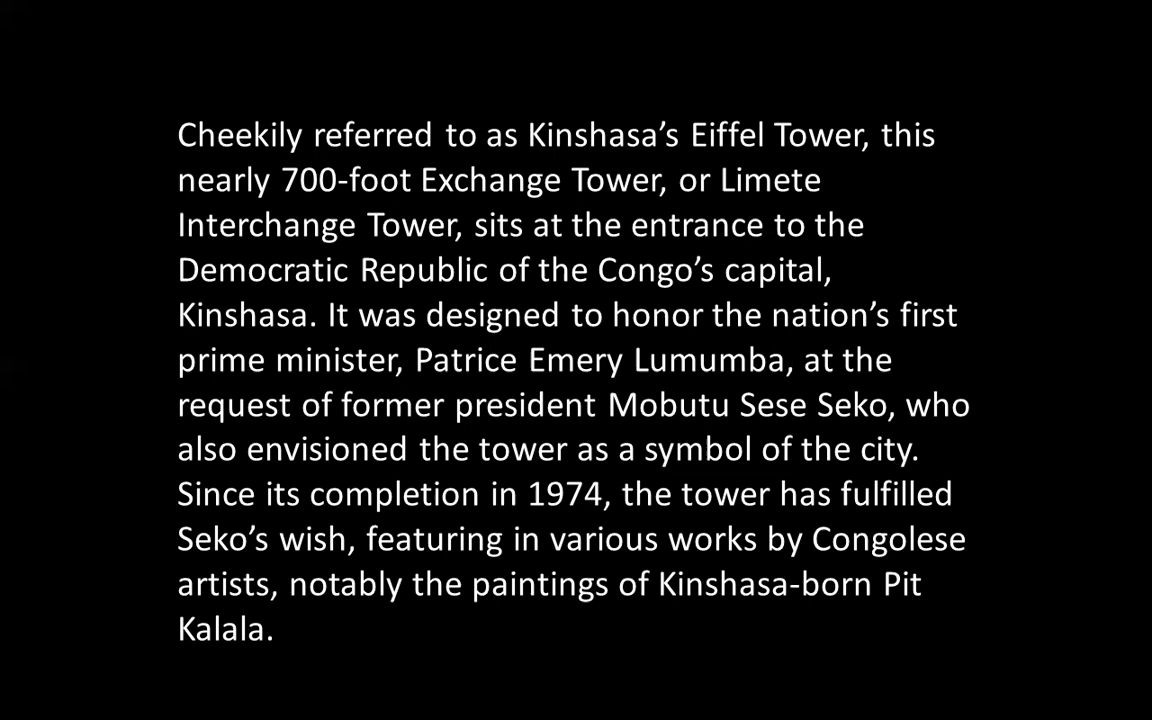 Cheekily referred to as Kinshasa’s Eiffel Tower, this
nearly 700-foot Exchange Tower, or Limete
Interchange Tower, sits at the entrance to the
Democratic Republic of the Congo’s capital,
Kinshasa. It was designed to honor the nation’s first
prime minister, Patrice Emery Lumumba, at the
request of former president Mobutu Sese Seko, who
also envisioned the tower as a symbol of the city.
Since its completion in 1974, the tower has fulfilled
Seko’s wish, featuring in various works by Congolese
artists, notably the paintings of Kinshasa-born Pit
Kalala.